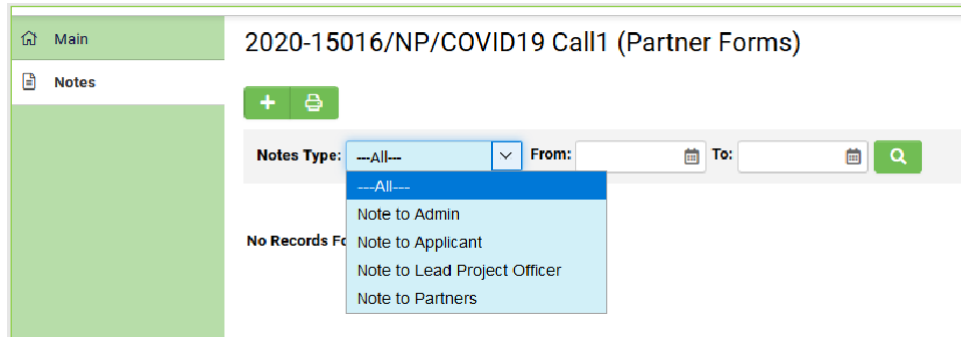 Main
Notes
2020-15016/NP/COVID19 Call1 (Partner Forms)
Notes Type: ---All--- From: To:
---All---
Note to Admin
No Records Fo
Note to Applicant
Note to Lead Project Officer
Note to Partners